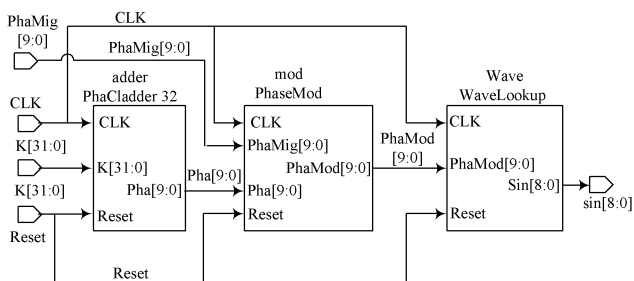 PhaMig
[9:0]
CLK
PhaMig[9:0]
adder
PhaCladder 32
mod
PhaseMod
Wave
WaveLookup
CLK
K[31:0]
K[31:0]
Reset
CLK
K[31:0]
Pha[9:0]
Reset
Pha[9:0]
CLK
PhaMig[9:0]
PhaMod[9:0]
Pha[9:0]
Reset
PhaMod
[9:0]
CLK
PhaMod[9:0]
Sin[8:0]
Reset
sin[8:0]
Reset